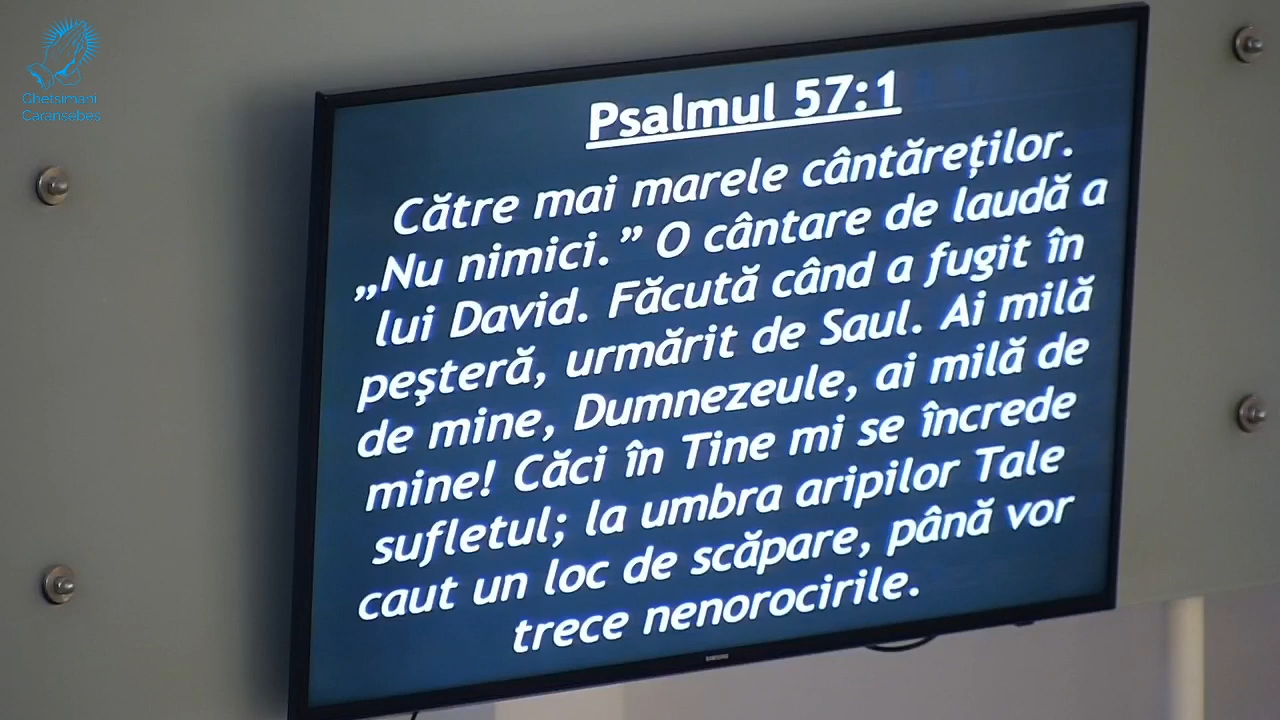 Ghetsimani
Caransebes
Psalmul 57:1
Către mai marele cântăreților.
„Nu nimici.” O cântare de laudă a
lui David. Făcută când a fugit în
peşteră, urmărit de Saul. Ai milă
de mine, Dumnezeule, ai milă de
mine! Căci în Tine mi se încrede
sufletul; la umbra aripilor Tale
caut un loc de scăpare, până vor
trece nenorocirile.
SAMSUNG